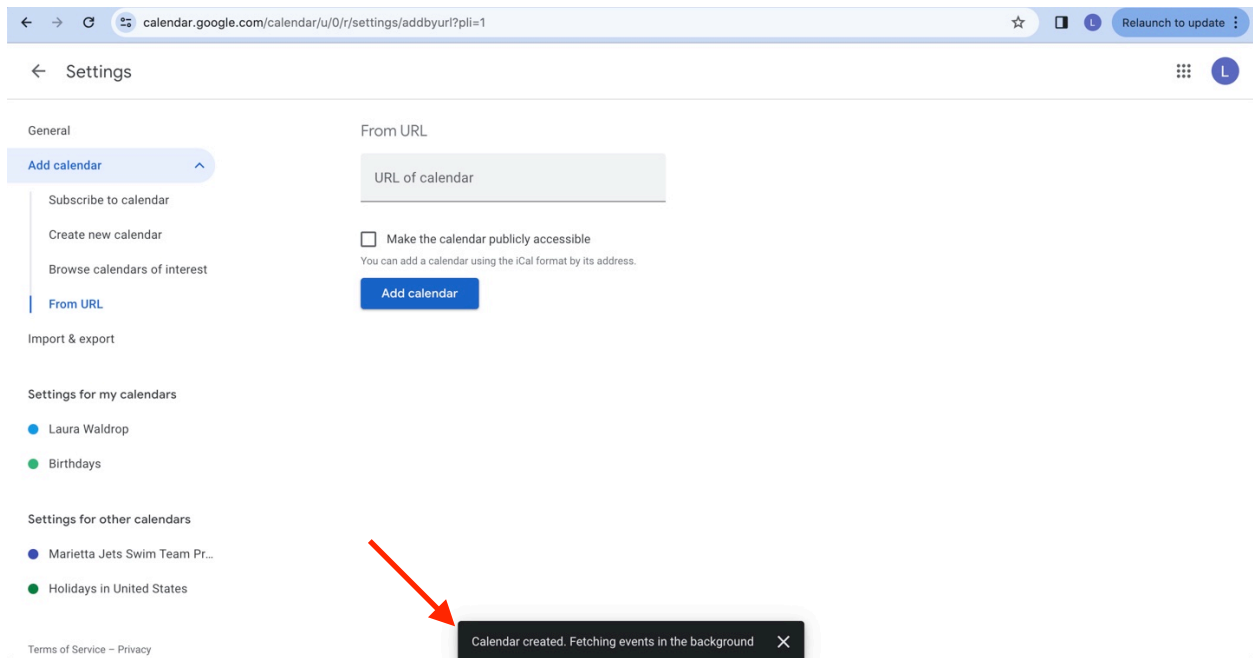 calendar.google.com/calendar/u/0/r/settings/addbyurl?pli=1
L
Relaunch to update
Settings
L
General
From URL
Add calendar
URL of calendar
Subscribe to calendar
Create new calendar
Make the calendar publicly accessible
You can add a calendar using the iCal format by its address.
Browse calendars of interest
Add calendar
From URL
Import & export
Settings for my calendars
Laura Waldrop
Birthdays
Settings for other calendars
Marietta Jets Swim Team Pr...
Holidays in United States
Calendar created. Fetching events in the background
Terms of Service – Privacy